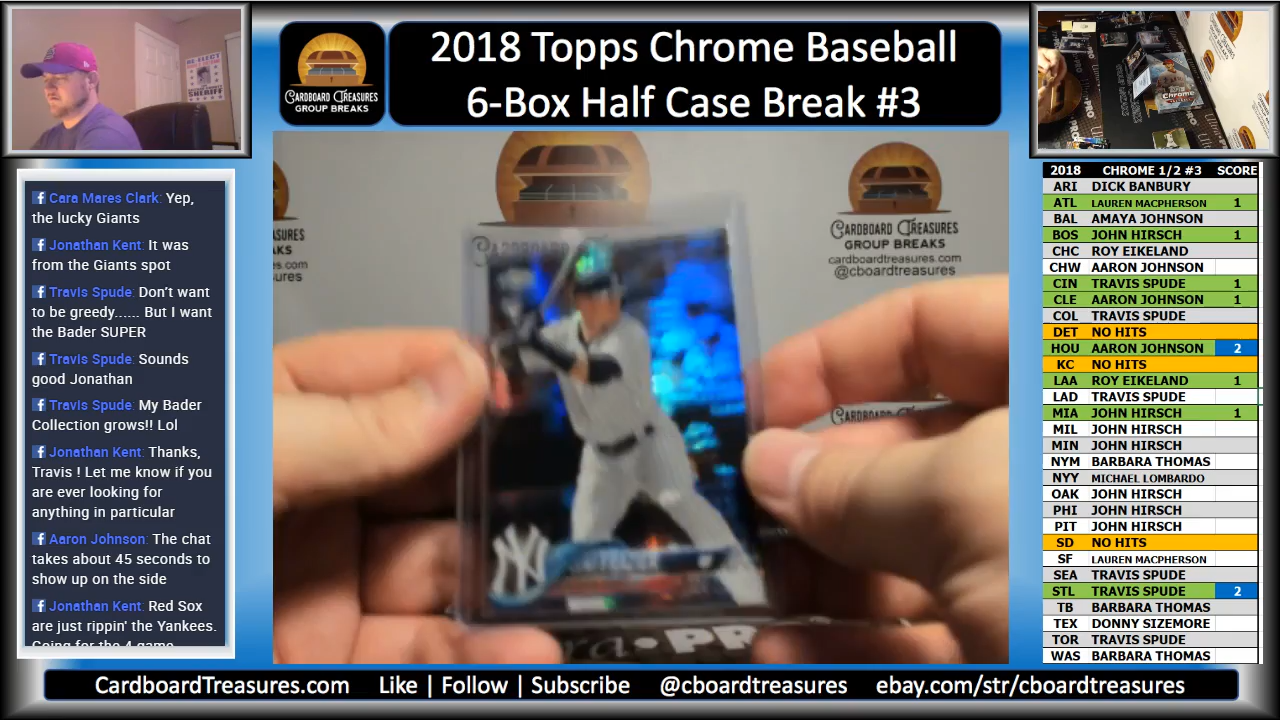 2018 Topps Chrome Baseball
6-Box Half Case Break #3
CARDBOARD TREASURES
GROUP BREAKS
RE-ELECT
SHERIFF
Cara Mares Clark: Yep,
the lucky Giants
Jonathan Kent: It was
from the Giants spot
Travis Spude: Don't want
to be greedy...... But I want
the Bader SUPER
Travis Spude: Sounds
good Jonathan
Travis Spude: My Bader
Collection grows!! Lol
Jonathan Kent: Thanks,
Travis ! Let me know if you
are ever looking for
anything in particular
Aaron Johnson: The chat
takes about 45 seconds to
show up on the side
Jonathan Kent: Red Sox
are just rippin' the Yankees.
Going for the 4 game
CARDBOARD TREASURES
GROUP BREAKS
cardboardtreasures.com
@cboardtreasures
NY
2018 CHROME 1/2 #3 SCORE
ARI DICK BANBURY
ATL LAUREN MACPHERSON 1
BAL AMAYA JOHNSON
BOS JOHN HIRSCH 1
CHC ROY EIKELAND
CHW AARON JOHNSON
CIN TRAVIS SPUDE 1
CLE AARON JOHNSON 1
COL TRAVIS SPUDE
DET NO HITS
HOU AARON JOHNSON 2
KC NO HITS
LAA ROY EIKELAND 1
LAD TRAVIS SPUDE
MIA JOHN HIRSCH 1
MIL JOHN HIRSCH
MIN JOHN HIRSCH
NYM BARBARA THOMAS
NYY MICHAEL LOMBARDO
OAK JOHN HIRSCH
PHI JOHN HIRSCH
PIT JOHN HIRSCH
SD NO HITS
SF LAUREN MACPHERSON
SEA TRAVIS SPUDE
STL TRAVIS SPUDE 2
TB BARBARA THOMAS
TEX DONNY SIZEMORE
TOR TRAVIS SPUDE
WAS BARBARA THOMAS
CardboardTreasures.com Like | Follow | Subscribe @cboardtreasures ebay.com/str/cboardtreasures